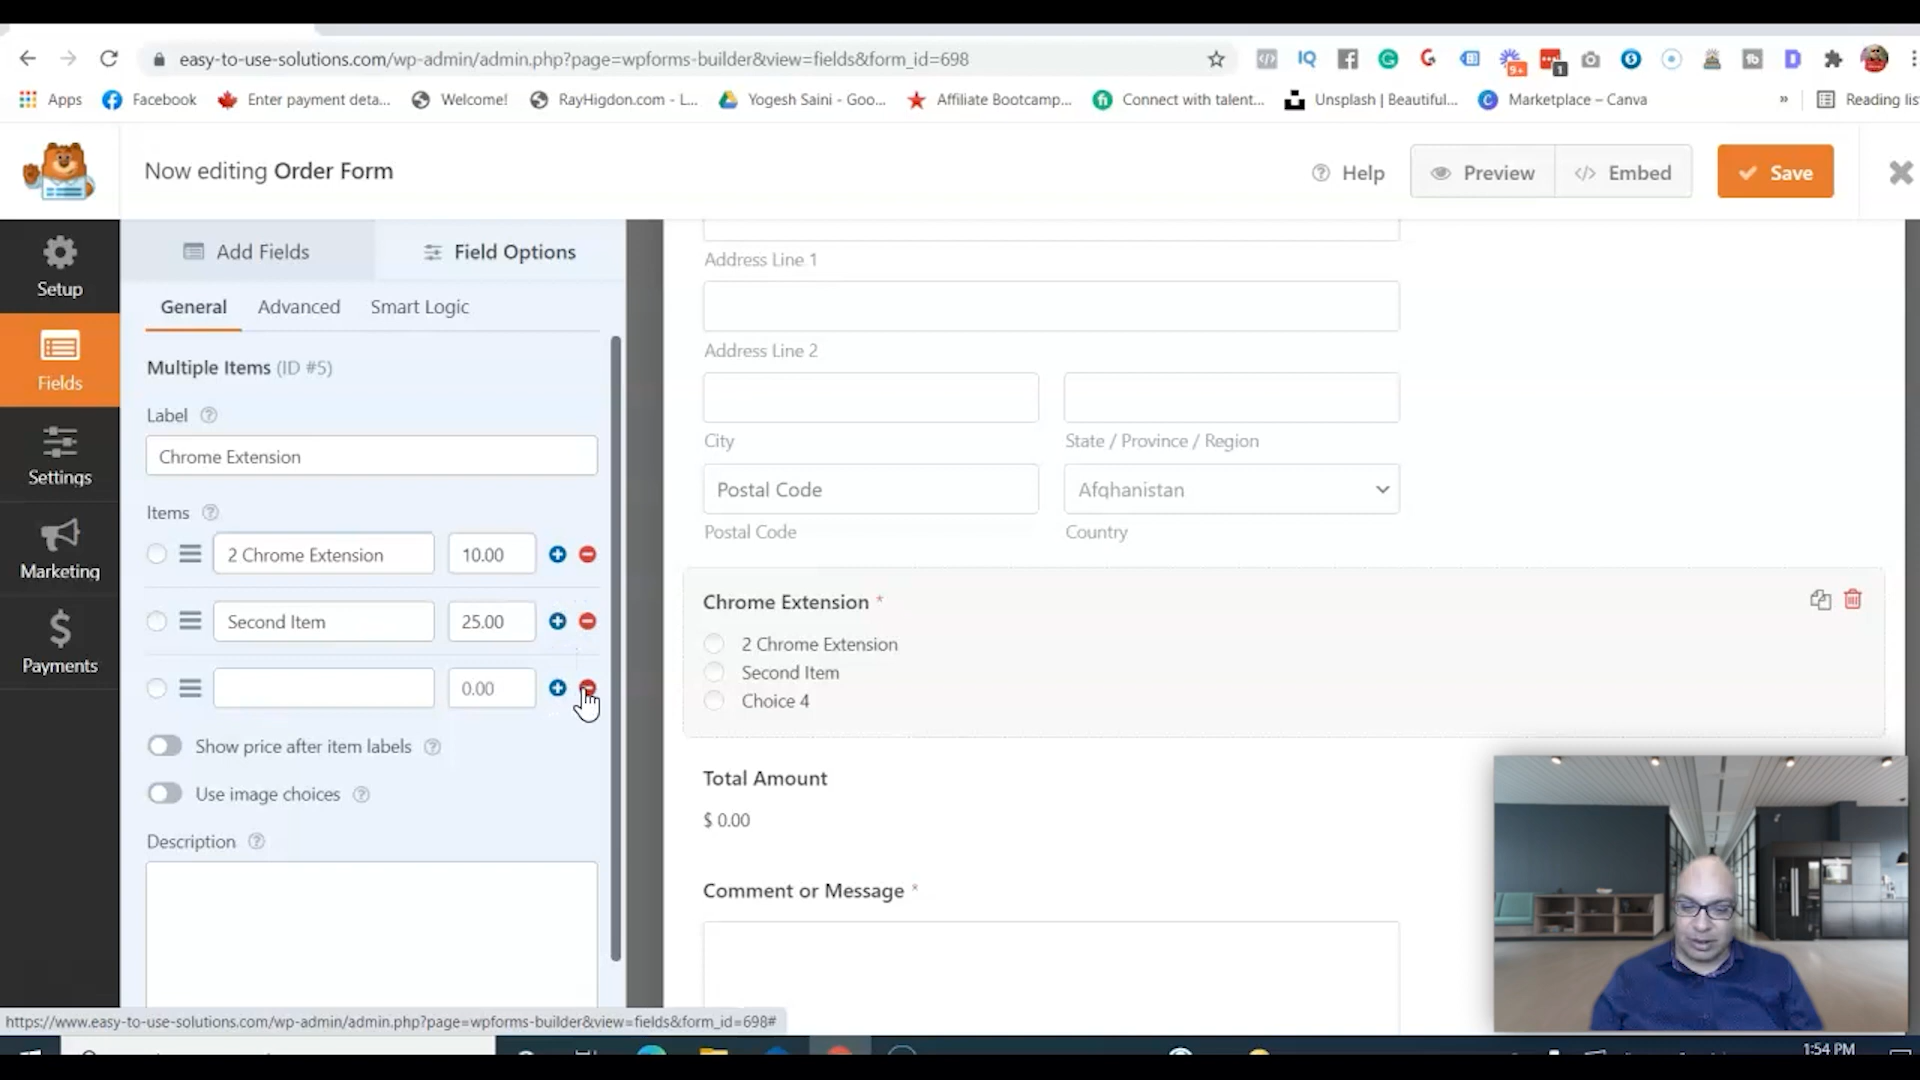 easy-to-use-solutions.com/wp-admin/admin.php?page=wpforms-builder&view=fields&form_id=698
IQ
9+
1
Apps
Facebook
Enter payment deta...
Welcome!
RayHigdon.com - L...
Yogesh Saini - Goo...
Affiliate Bootcamp...
Connect with talent...
Unsplash | Beautiful...
Marketplace – Canva
»
Reading lis
Now editing Order Form
Help
Preview
Embed
Save
Setup
Fields
Settings
Marketing
Payments
Add Fields
Field Options
General
Advanced
Smart Logic
Multiple Items (ID #5)
Label
Chrome Extension
Items
2 Chrome Extension
10.00
Second Item
25.00
0.00
Show price after item labels
Use image choices
Description
Address Line 1
Address Line 2
City
State / Province / Region
Postal Code
Afghanistan
Postal Code
Country
Chrome Extension *
2 Chrome Extension
Second Item
Choice 4
Total Amount
$ 0.00
Comment or Message *
https://www.easy-to-use-solutions.com/wp-admin/admin.php?page=wpforms-builder&view=fields&form_id=698#
1:54 PM